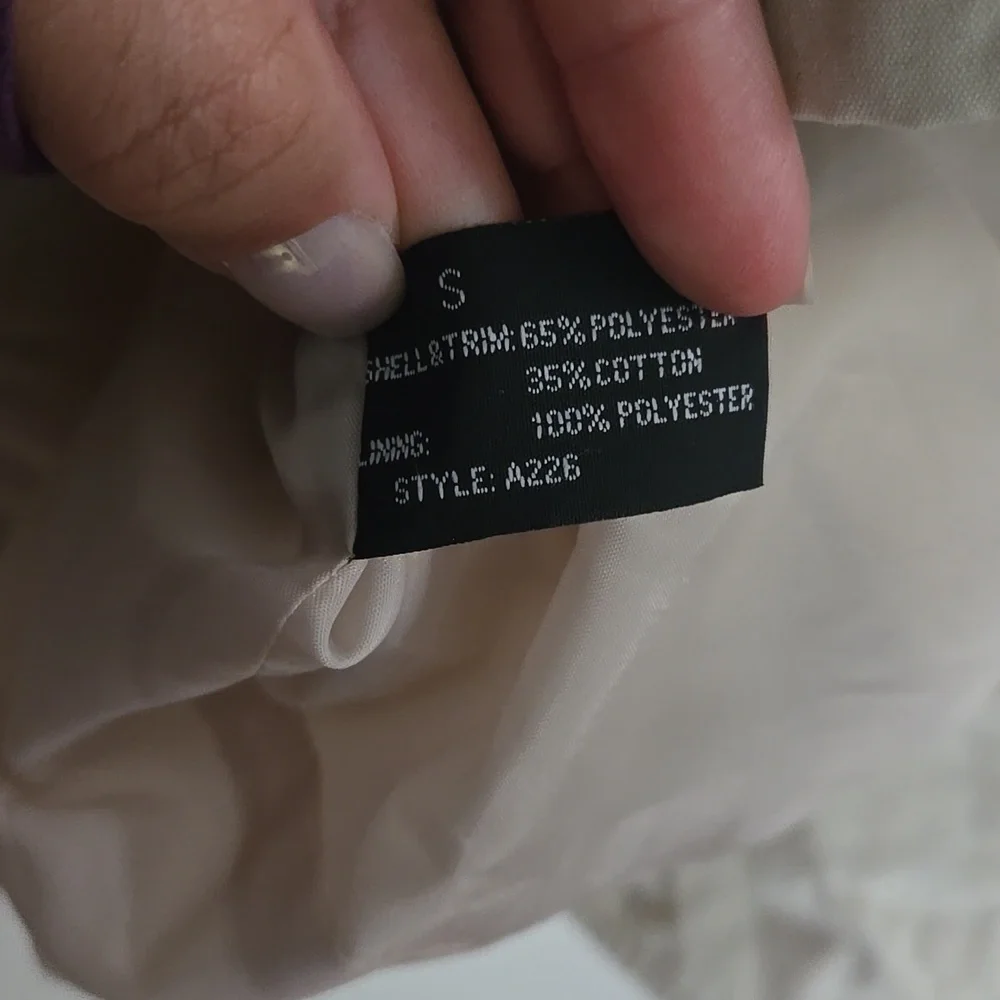 S
SHELL&TRIM: 65% POLYESTER
35% COTTON
100% POLYESTER
LINING:
STYLE: A226